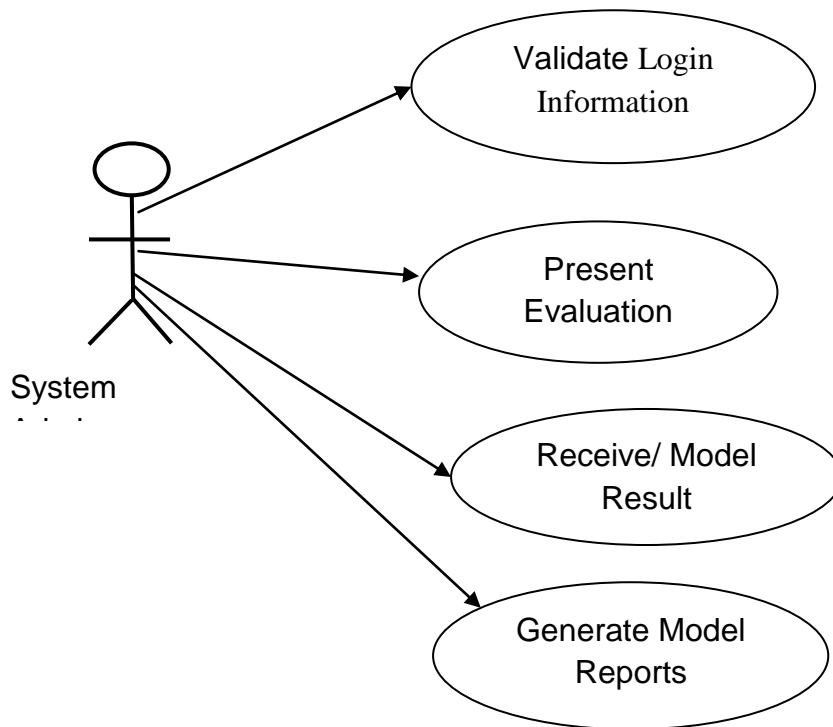 Validate Login
Information
Present
Evaluation
System
Receive/ Model
Result
Generate Model
Reports